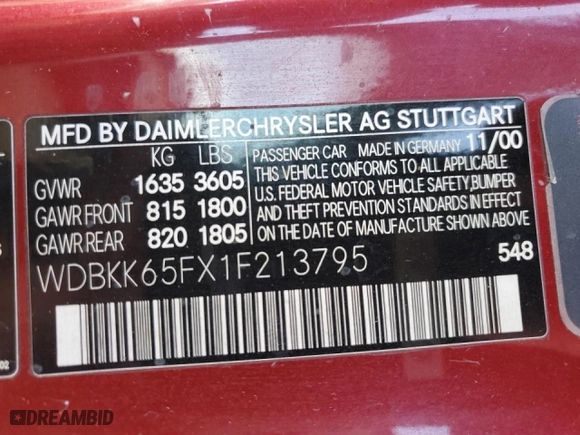 MFD BY DAIMLERCHRYSLER AG STUTTGART
KG LBS
GVWR 1635 3605
GAWR FRONT 815 1800
GAWR REAR 820 1805
PASSENGER CAR MADE IN GERMANY 11/00
THIS VEHICLE CONFORMS TO ALL APPLICABLE
U.S. FEDERAL MOTOR VEHICLE SAFETY, BUMPER
AND THEFT PREVENTION STANDARDS IN EFFECT
ON THE DATE OF MANUFACTURE SHOWN ABOVE
548
WDBKK65FX1F213795
02
DREAMBID